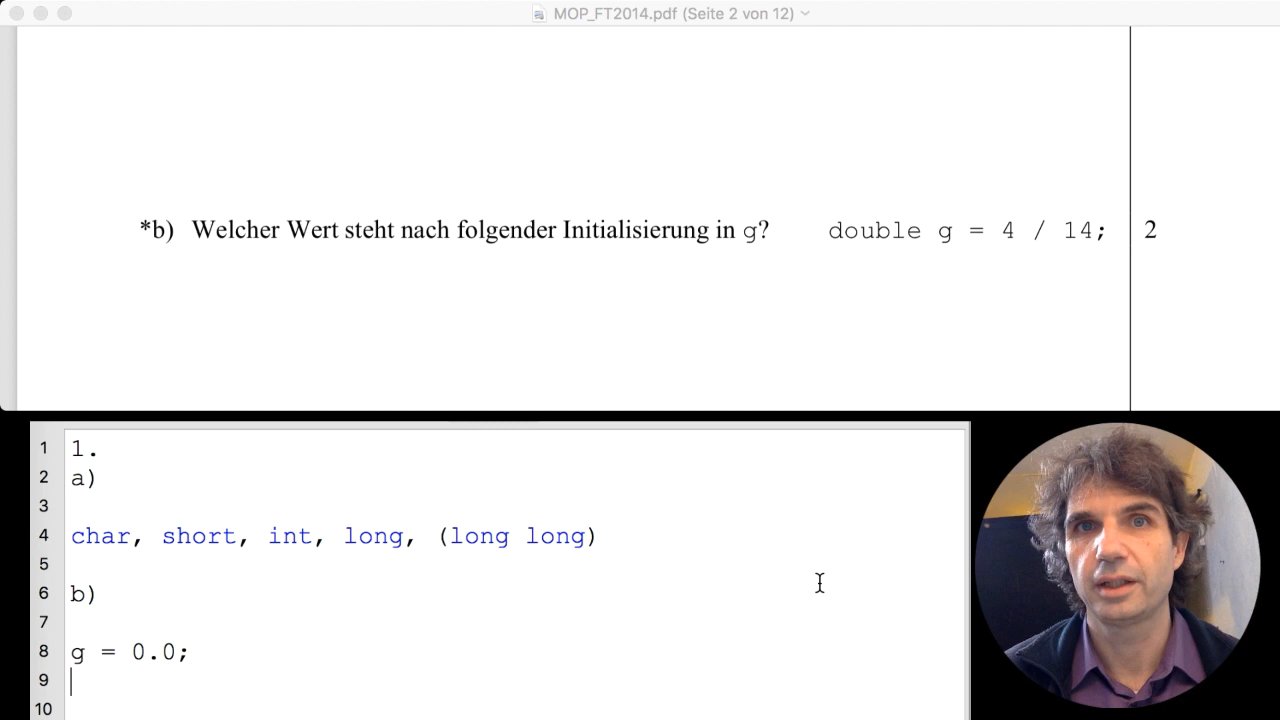 MOP_FT2014.pdf (Seite 2 von 12)
*b) Welcher Wert steht nach folgender Initialisierung in g? double g = 4 / 14; 2
1 1.
2 a)
3
4 char, short, int, long, (long long)
5
6 b)
7
8 g = 0.0;
9
10